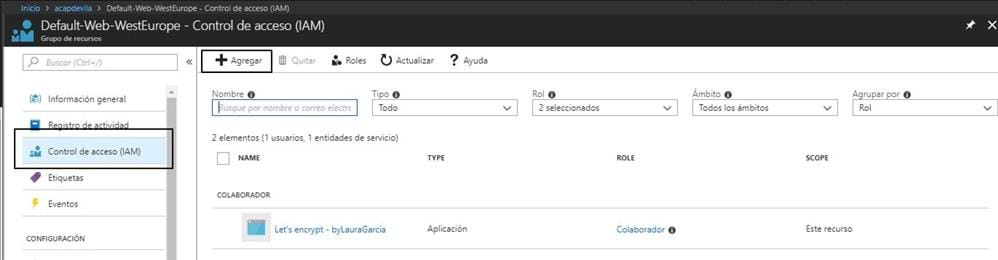 Inicio > acapdevila > Default-Web-WestEurope - Control de acceso (IAM)
Default-Web-WestEurope - Control de acceso (IAM)
Grupo de recursos
Buscar (Ctrl+/)
Información general
Registro de actividad
Control de acceso (IAM)
Etiquetas
Eventos
CONFIGURACIÓN
Agregar Quitar Roles Actualizar Ayuda
Nombre Tipo Rol Ámbito Agrupar por
Busque por nombre o correo electró Todo 2 seleccionados Todos los ámbitos Rol
2 elementos (1 usuarios, 1 entidades de servicio)
NAME TYPE ROLE SCOPE
COLABORADOR
Let's encrypt - byLauraGarcia Aplicación Colaborador Este recurso